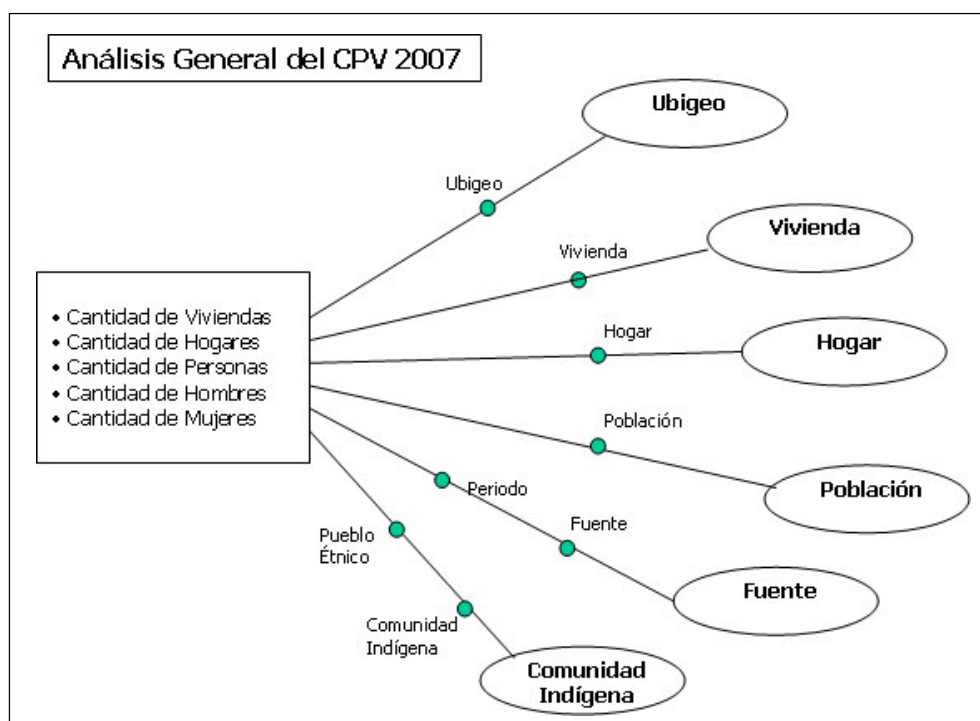 Análisis General del CPV 2007
Ubigeo
Ubigeo
Vivienda
Vivienda
• Cantidad de Viviendas
• Cantidad de Hogares
• Cantidad de Personas
• Cantidad de Hombres
• Cantidad de Mujeres
Hogar
Hogar
Población
Población
Periodo
Fuente
Fuente
Pueblo
Étnico
Comunidad
Indígena
Comunidad
Indígena